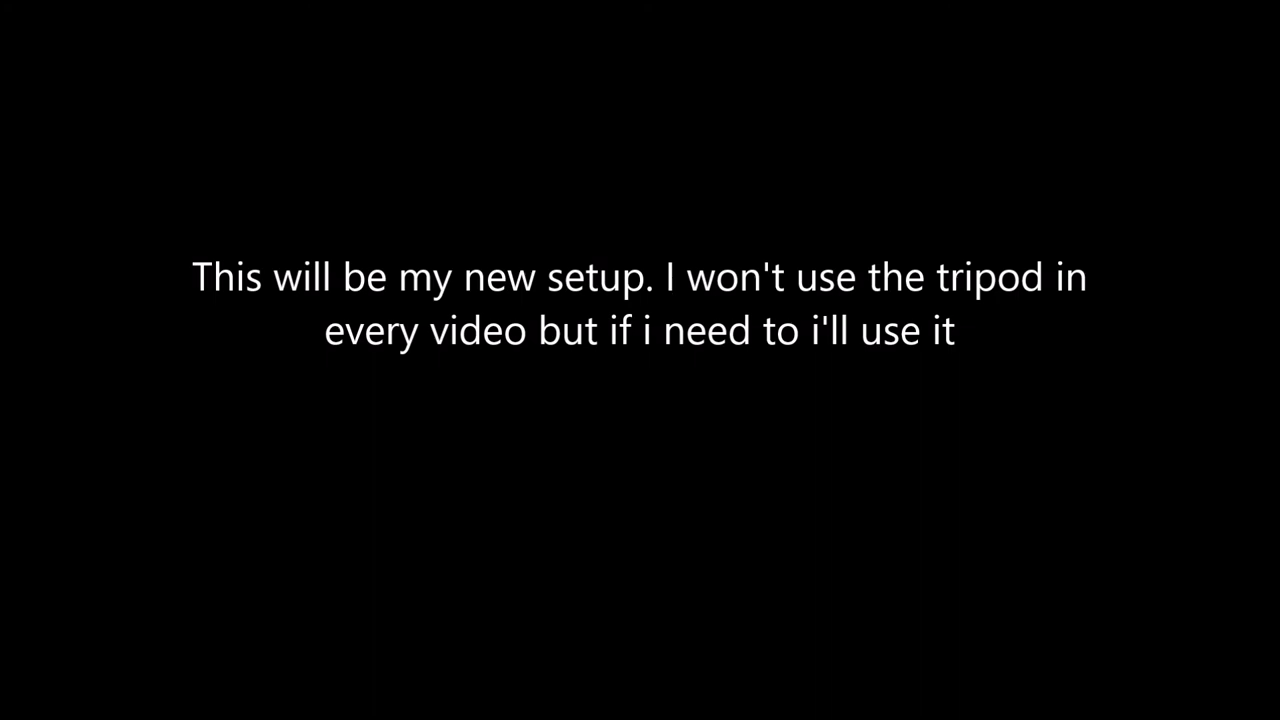 This will be my new setup. I won't use the tripod in
every video but if i need to i'll use it